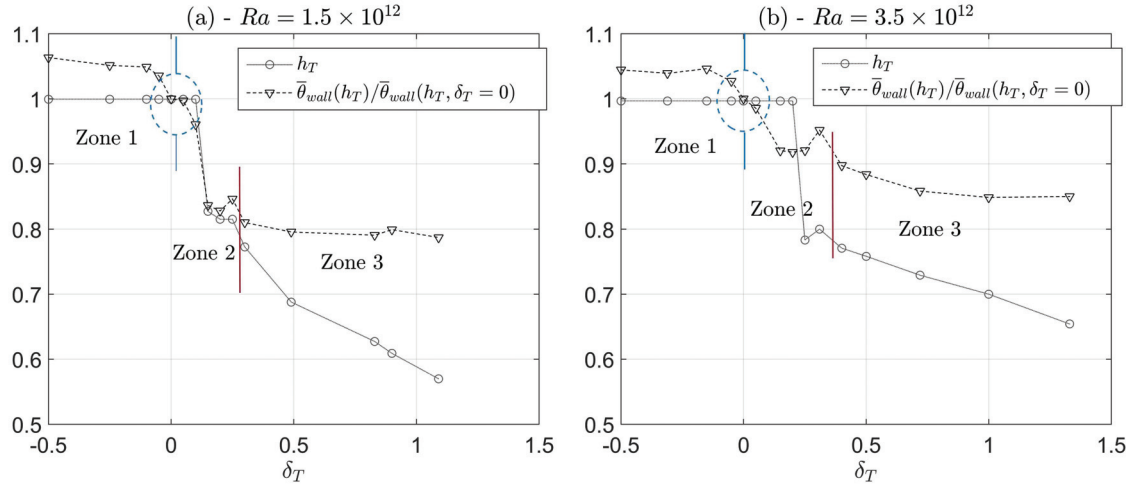 (a) - Ra = 1.5 × 10¹²
1.1
1
0.9
0.8
0.7
0.6
0.5
-0.5
0
0.5
1
1.5
δ_T
h_T
θ̅_wall(h_T)/θ̅_wall(h_T, δ_T = 0)
Zone 1
Zone 2
Zone 3
(b) - Ra = 3.5 × 10¹²
1.1
1
0.9
0.8
0.7
0.6
0.5
-0.5
0
0.5
1
1.5
δ_T
h_T
θ̅_wall(h_T)/θ̅_wall(h_T, δ_T = 0)
Zone 1
Zone 2
Zone 3